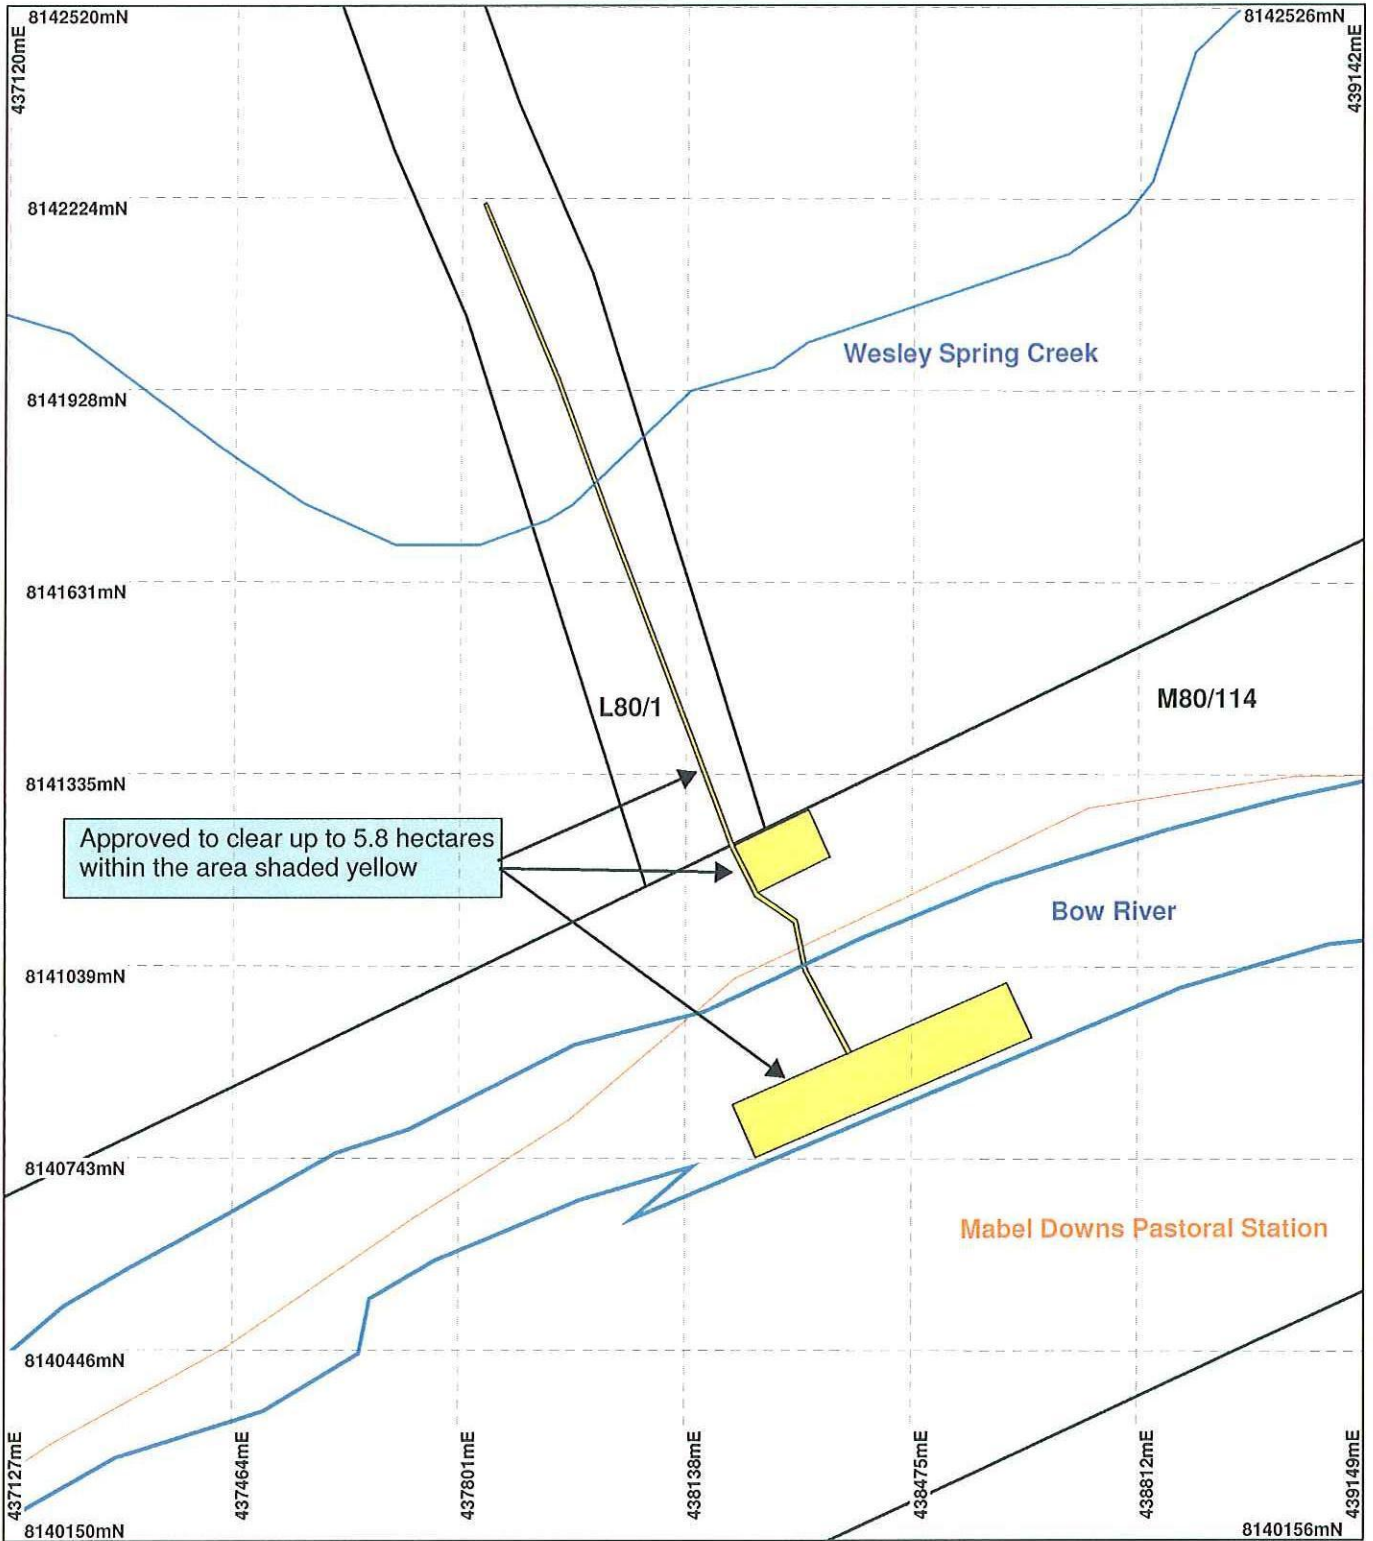 8142520mN
8142526mN
437120mE
439142mE
8142224mN
Wesley Spring Creek
8141928mN
8141631mN
L80/1
M80/114
8141335mN
Approved to clear up to 5.8 hectares
within the area shaded yellow
Bow River
8141039mN
8140743mN
Mabel Downs Pastoral Station
8140446mN
437127mE
437464mE
437801mE
438138mE
438475mE
438812mE
439149mE
8140150mN
8140156mN